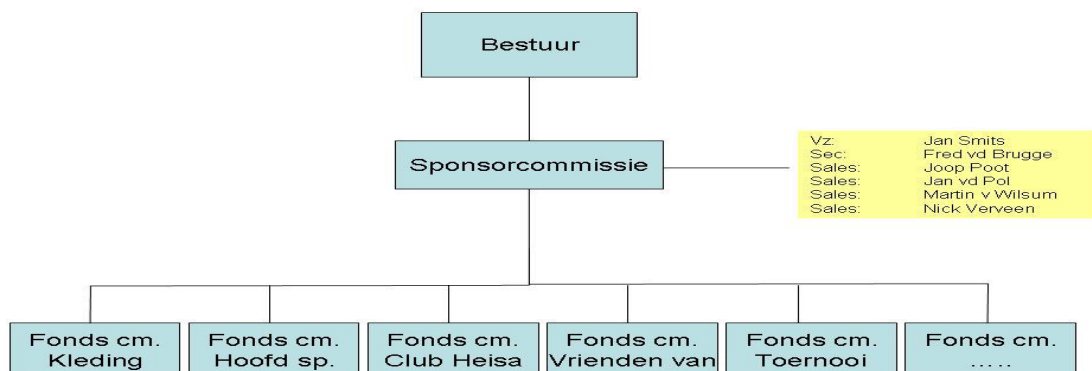 Bestuur
Sponsorcommissie
Vz: Jan Smits
Sec: Fred vd Brugge
Sales: Joop Poot
Sales: Jan vd Pol
Sales: Martin v Wilsum
Sales: Nick Verveen
Fonds cm.
Kleding
Fonds cm.
Hoofd sp.
Fonds cm.
Club Heisa
Fonds cm.
Vrienden van
Fonds cm.
Toernooi
Fonds cm.
.....